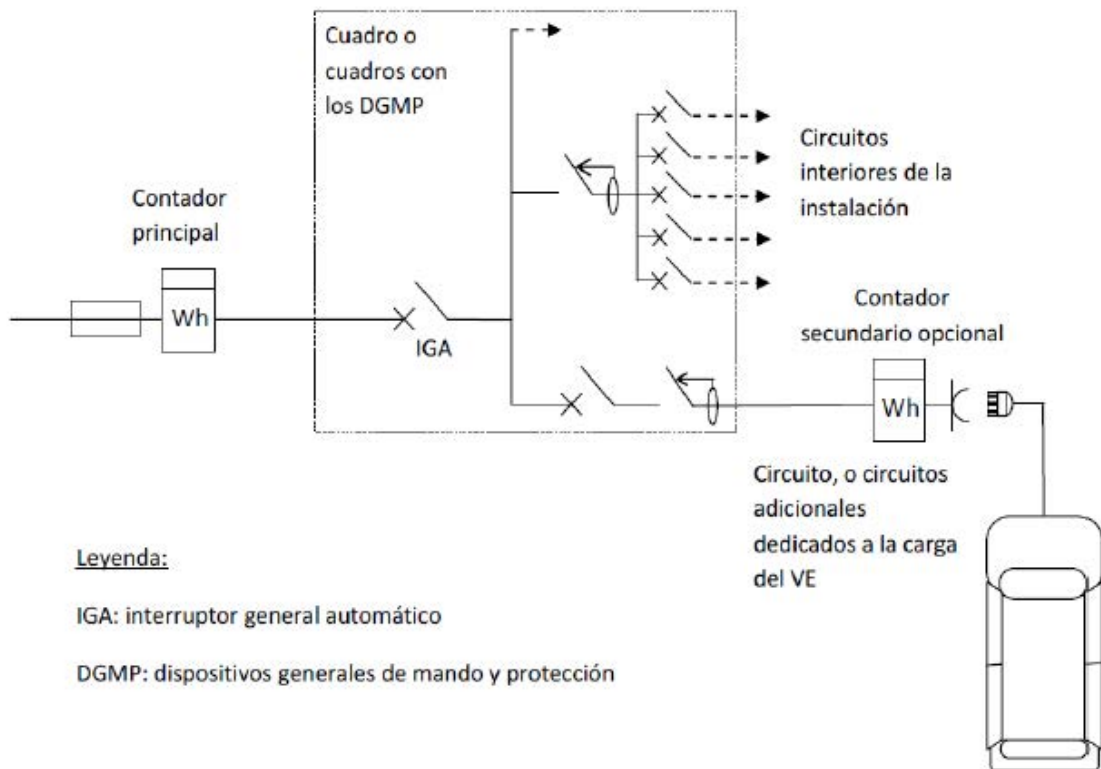 Cuadro o
cuadros con
los DGMP
Circuitos
interiores de la
instalación
Contador
principal
Wh
IGA
Contador
secundario opcional
Wh
Circuito, o circuitos
adicionales
dedicados a la carga
del VE
Leyenda:
IGA: interruptor general automático
DGMP: dispositivos generales de mando y protección